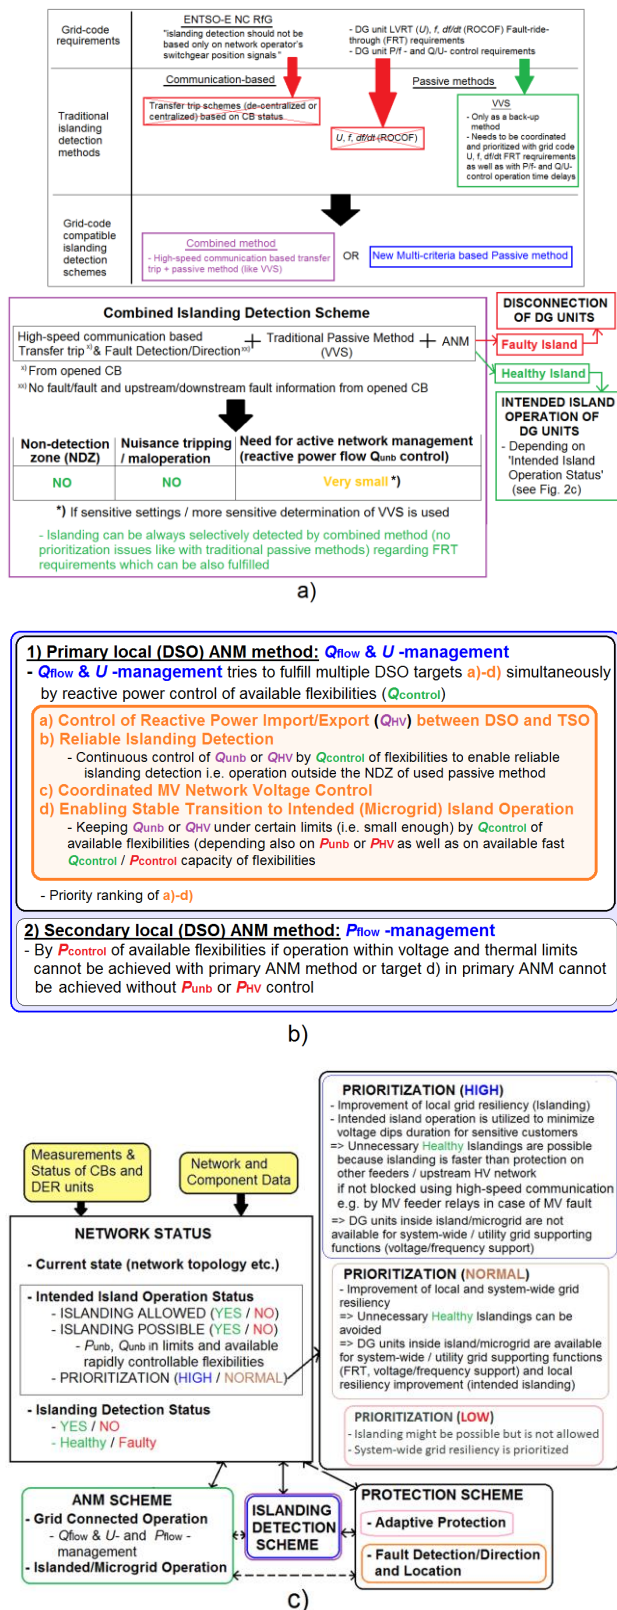 Grid-code
requirements
ENTSO-E NC RfG
"islanding detection should not
be based only on network operator's
switchgear position signals "
- DG unit LVRT (U), f, df/dt (ROCOF) Fault-ride-
through (FRT) requirements
- DG unit P/f - and Q/U- control requirements
Traditional
islanding
detection
methods
Communication-based
Transfer trip schemes (de-centralized or
centralized) based on CB status
Passive methods
U, f, df/dt (ROCOF)
VVS
- Only as a back-up
method
- Needs to be coordinated
and prioritized with grid code
U, f, df/dt FRT requrirements
as well as with P/f- and Q/U-
control operation time delays
Grid-code
compatible
islanding
detection
schemes
Combined method
- High-speed communication based transfer
trip + passive method (like VVS)
OR
New Multi-criteria based Passive method
Combined Islanding Detection Scheme
High-speed communication based
Transfer trip x) & Fault Detection/Direction xx)
+
Traditional Passive Method
(VVS)
+ ANM
x) From opened CB
xx) No fault/fault and upstream/downstream fault information from opened CB
DISCONNECTION
OF DG UNITS
Faulty Island
Healthy Island
INTENDED ISLAND
OPERATION OF
DG UNITS
- Depending on
'Intended Island
Operation Status'
(see Fig. 2c)
Non-detection
zone (NDZ)
Nuisance tripping
/ maloperation
Need for active network management
(reactive power flow Qunb control)
NO
NO
Very small *)
*) If sensitive settings / more sensitive determination of VVS is used
- Islanding can be always selectively detected by combined method (no
prioritization issues like with traditional passive methods) regarding FRT
requirements which can be also fulfilled
a)
1) Primary local (DSO) ANM method: Qflow & U -management
- Qflow & U -management tries to fulfill multiple DSO targets a)-d) simultaneously
by reactive power control of available flexibilities (Qcontrol)
a) Control of Reactive Power Import/Export (QHV) between DSO and TSO
b) Reliable Islanding Detection
- Continuous control of Qunb or QHV by Qcontrol of flexibilities to enable reliable
islanding detection i.e. operation outside the NDZ of used passive method
c) Coordinated MV Network Voltage Control
d) Enabling Stable Transition to Intended (Microgrid) Island Operation
- Keeping Qunb or QHV under certain limits (i.e. small enough) by Qcontrol of
available flexibilities (depending also on Punb or PHV as well as on available fast
Qcontrol / Pcontrol capacity of flexibilities
- Priority ranking of a)-d)
2) Secondary local (DSO) ANM method: Pflow -management
- By Pcontrol of available flexibilities if operation within voltage and thermal limits
cannot be achieved with primary ANM method or target d) in primary ANM cannot
be achieved without Punb or PHV control
b)
Measurements &
Status of CBs and
DER units
Network and
Component Data
NETWORK STATUS
- Current state (network topology etc.)
- Intended Island Operation Status
- ISLANDING ALLOWED (YES / NO)
- ISLANDING POSSIBLE (YES / NO)
- Punb, Qunb in limits and available
rapidly controllable flexibilities
- PRIORITIZATION (HIGH / NORMAL)
- Islanding Detection Status
- YES / NO
- Healthy / Faulty
PRIORITIZATION (HIGH)
- Improvement of local grid resiliency (Islanding)
- Intended island operation is utilized to minimize
voltage dips duration for sensitive customers
=> Unnecessary Healthy Islandings are possible
because islanding is faster than protection on
other feeders / upstream HV network
if not blocked using high-speed communication
e.g. by MV feeder relays in case of MV fault
=> DG units inside island/microgrid are not
available for system-wide / utility grid supporting
functions (voltage/frequency support)
PRIORITIZATION (NORMAL)
- Improvement of local and system-wide grid
resiliency
=> Unnecessary Healthy Islandings can be
avoided
=> DG units inside island/microgrid are available
for system-wide / utility grid supporting functions
(FRT, voltage/frequency support) and local
resiliency improvement (intended islanding)
PRIORITIZATION (LOW)
- Islanding might be possible but is not allowed
- System-wide grid resiliency is prioritized
ANM SCHEME
- Grid Connected Operation
- Qflow & U- and Pflow -
management
- Islanded/Microgrid Operation
ISLANDING
DETECTION
SCHEME
PROTECTION SCHEME
- Adaptive Protection
- Fault Detection/Direction
and Location
c)